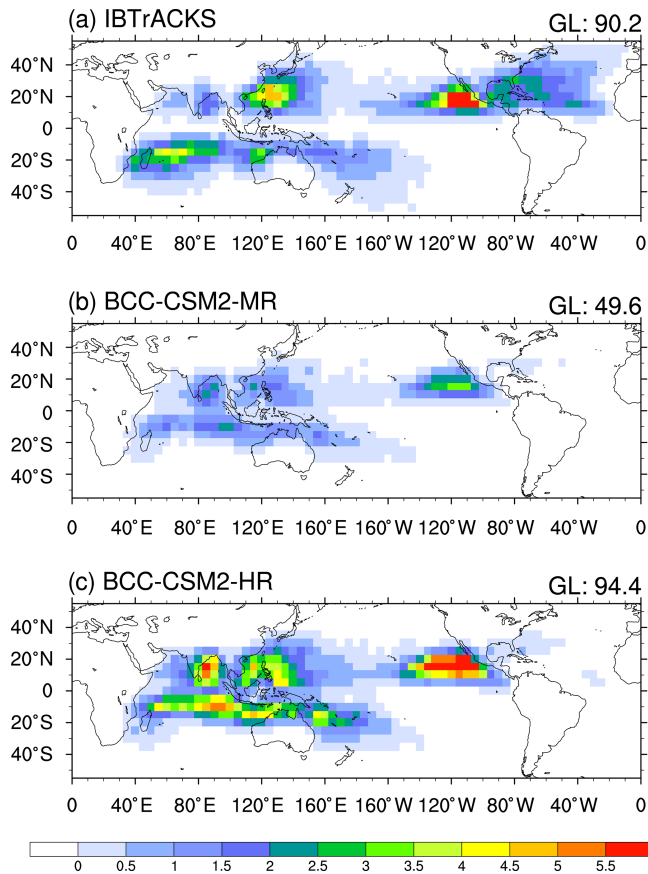 (a) IBTrACKS GL: 90.2
40°N
20°N
0
20°S
40°S
0 40°E 80°E 120°E 160°E 160°W 120°W 80°W 40°W 0
(b) BCC-CSM2-MR GL: 49.6
40°N
20°N
0
20°S
40°S
0 40°E 80°E 120°E 160°E 160°W 120°W 80°W 40°W 0
(c) BCC-CSM2-HR GL: 94.4
40°N
20°N
0
20°S
40°S
0 40°E 80°E 120°E 160°E 160°W 120°W 80°W 40°W 0
0 0.5 1 1.5 2 2.5 3 3.5 4 4.5 5 5.5